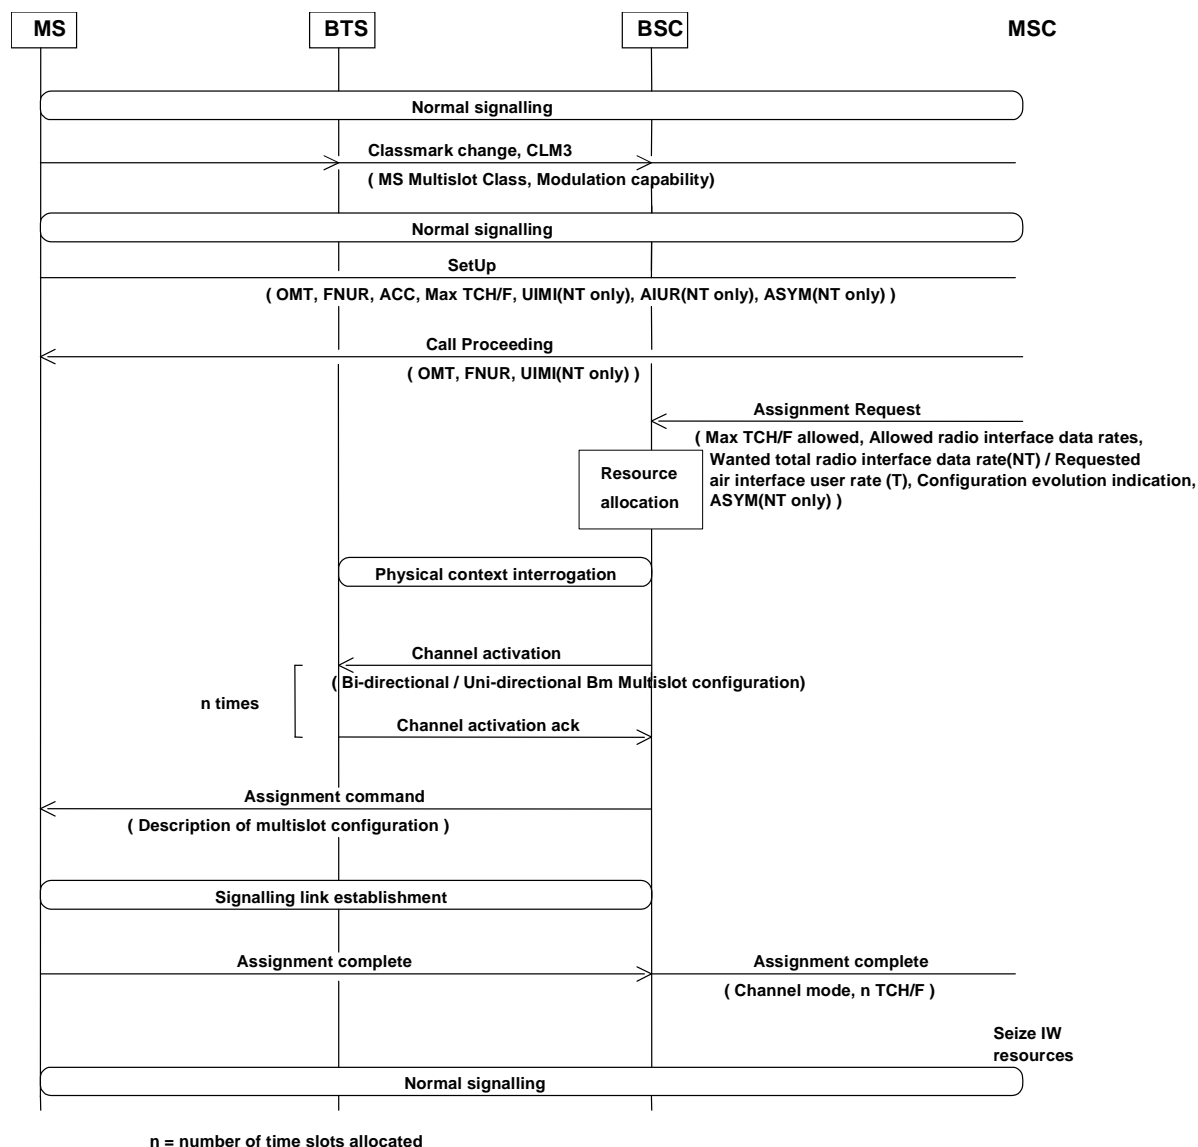 MS BTS BSC MSC
Normal signalling
Classmark change, CLM3
( MS Multislot Class, Modulation capability)
Normal signalling
SetUp
( OMT, FNUR, ACC, Max TCH/F, UIMI(NT only), AIUR(NT only), ASYM(NT only) )
Call Proceeding
( OMT, FNUR, UIMI(NT only) )
Assignment Request
( Max TCH/F allowed, Allowed radio interface data rates,
Wanted total radio interface data rate(NT) / Requested
air interface user rate (T), Configuration evolution indication,
ASYM(NT only) )
Resource
allocation
Physical context interrogation
Channel activation
( Bi-directional / Uni-directional Bm Multislot configuration)
n times
Channel activation ack
Assignment command
( Description of multislot configuration )
Signalling link establishment
Assignment complete Assignment complete
( Channel mode, n TCH/F )
Seize IW
resources
Normal signalling
n = number of time slots allocated